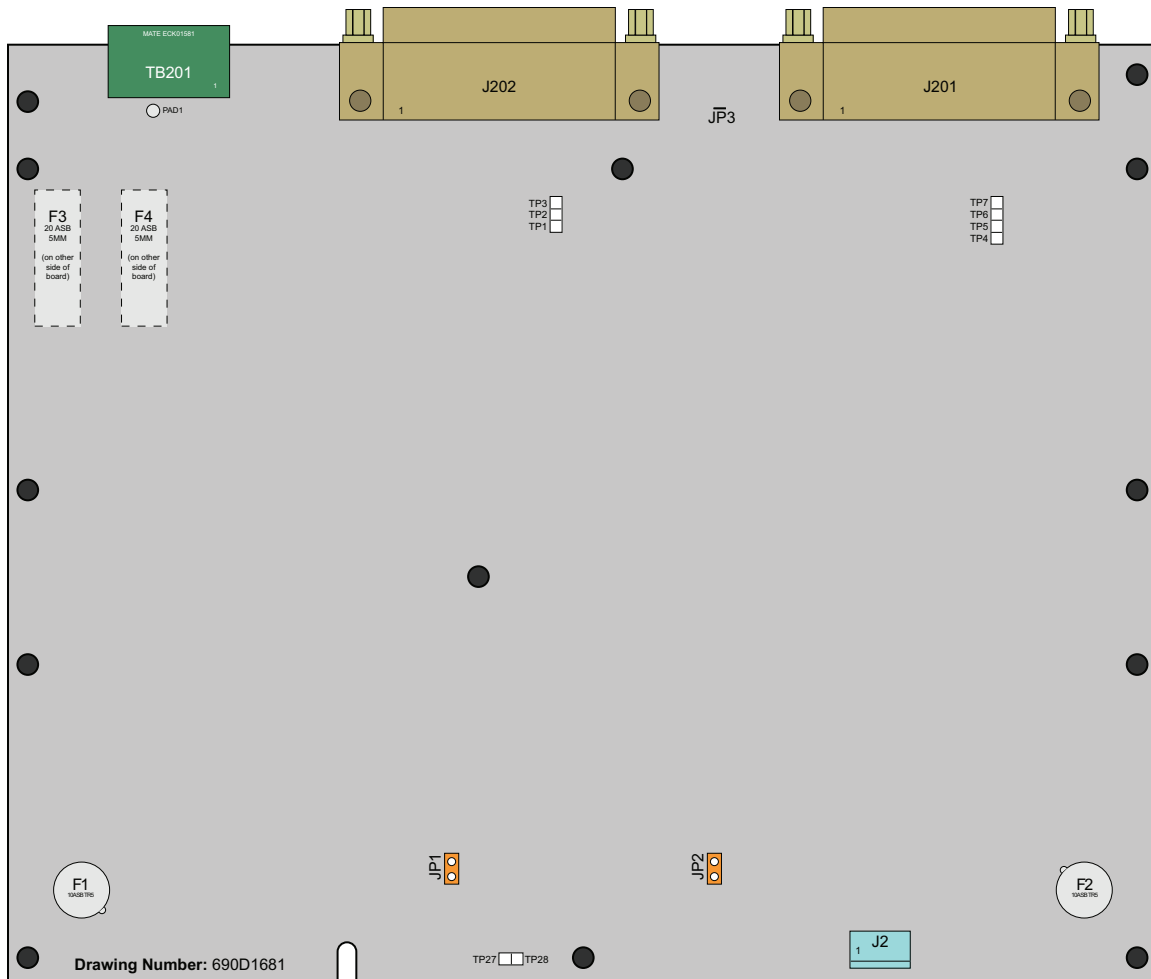 MATE ECK01581
TB201
1
PAD1
J202
1
JP3
J201
1
F3
20 ASB
5MM
(on other
side of
board)
F4
20 ASB
5MM
(on other
side of
board)
TP3
TP2
TP1
TP7
TP6
TP5
TP4
JP1
JP2
F1
10ASBTR5
F2
10ASBTR5
J2
1
TP27
TP28
Drawing Number: 690D1681